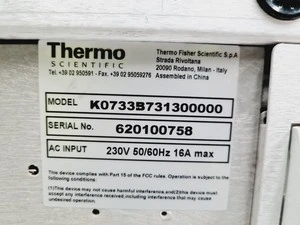 Thermo
SCIENTIFIC
Tel. +39 02 950591 - Fax +39 02 95059276
Thermo Fisher Scientific S.p.A
Strada Rivoltana
20090 Rodano, Milan - Italy
Assembled in China
MODEL K0733B731300000
SERIAL No. 620100758
AC INPUT 230V 50/60Hz 16A max
This device complies with Part 15 of the FCC rules. Operation is subject to
the following
(1)This device may not cause harmful interference,and(2)this device must
accept any interference received, including interference that may cause
undesired operation.